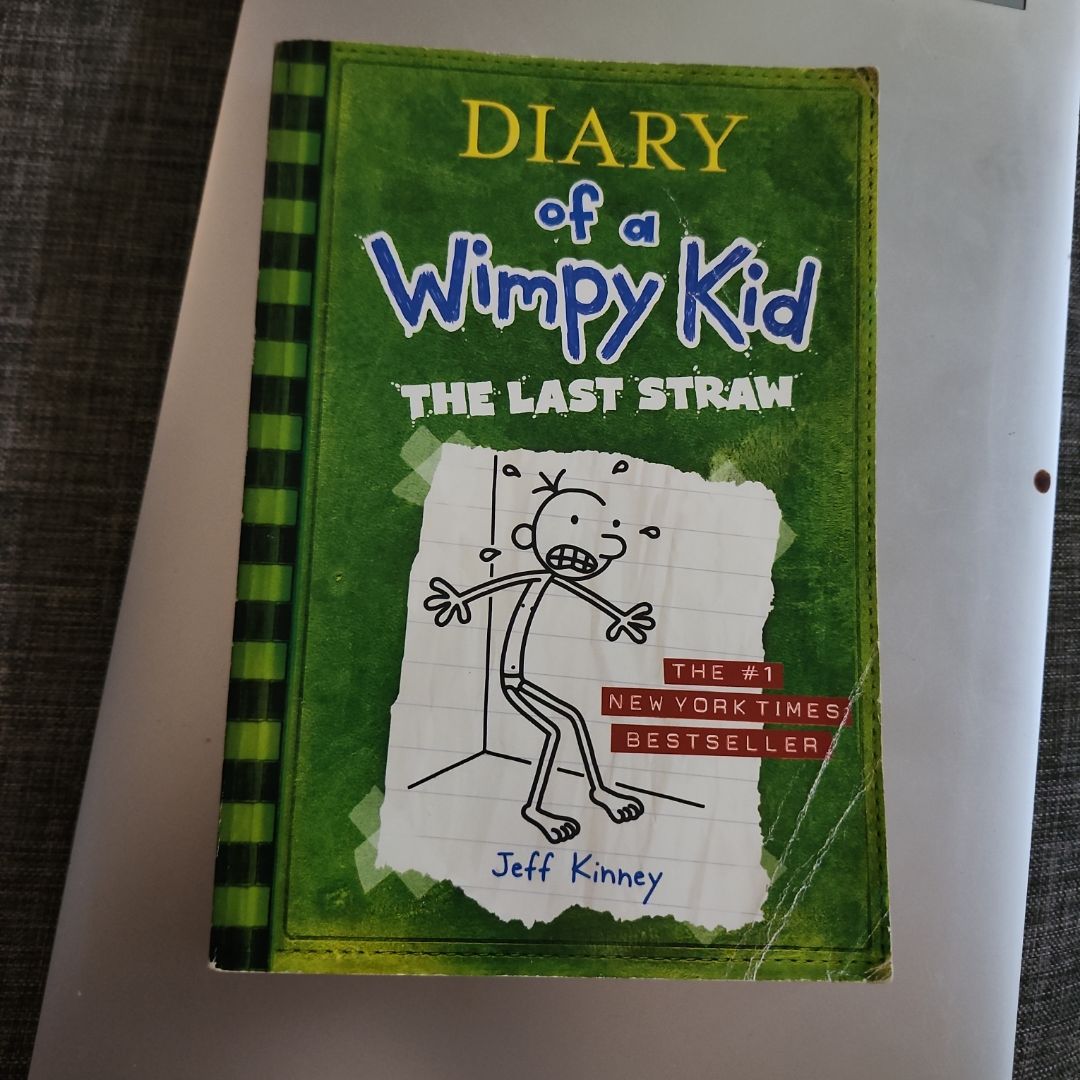 DIARY
of a
Wimpy Kid
THE LAST STRAW
THE #1
NEW YORK TIMES
BESTSELLER
Jeff Kinney